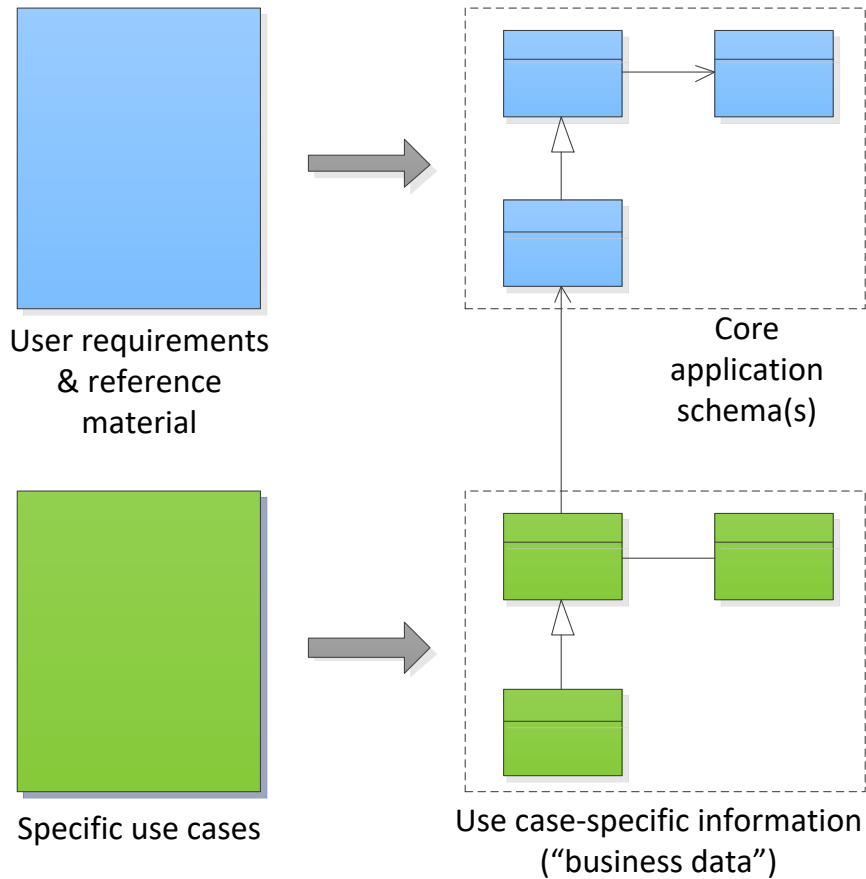 User requirements
& reference
material
Core
application
schema(s)
Specific use cases
Use case-specific information
(“business data”)